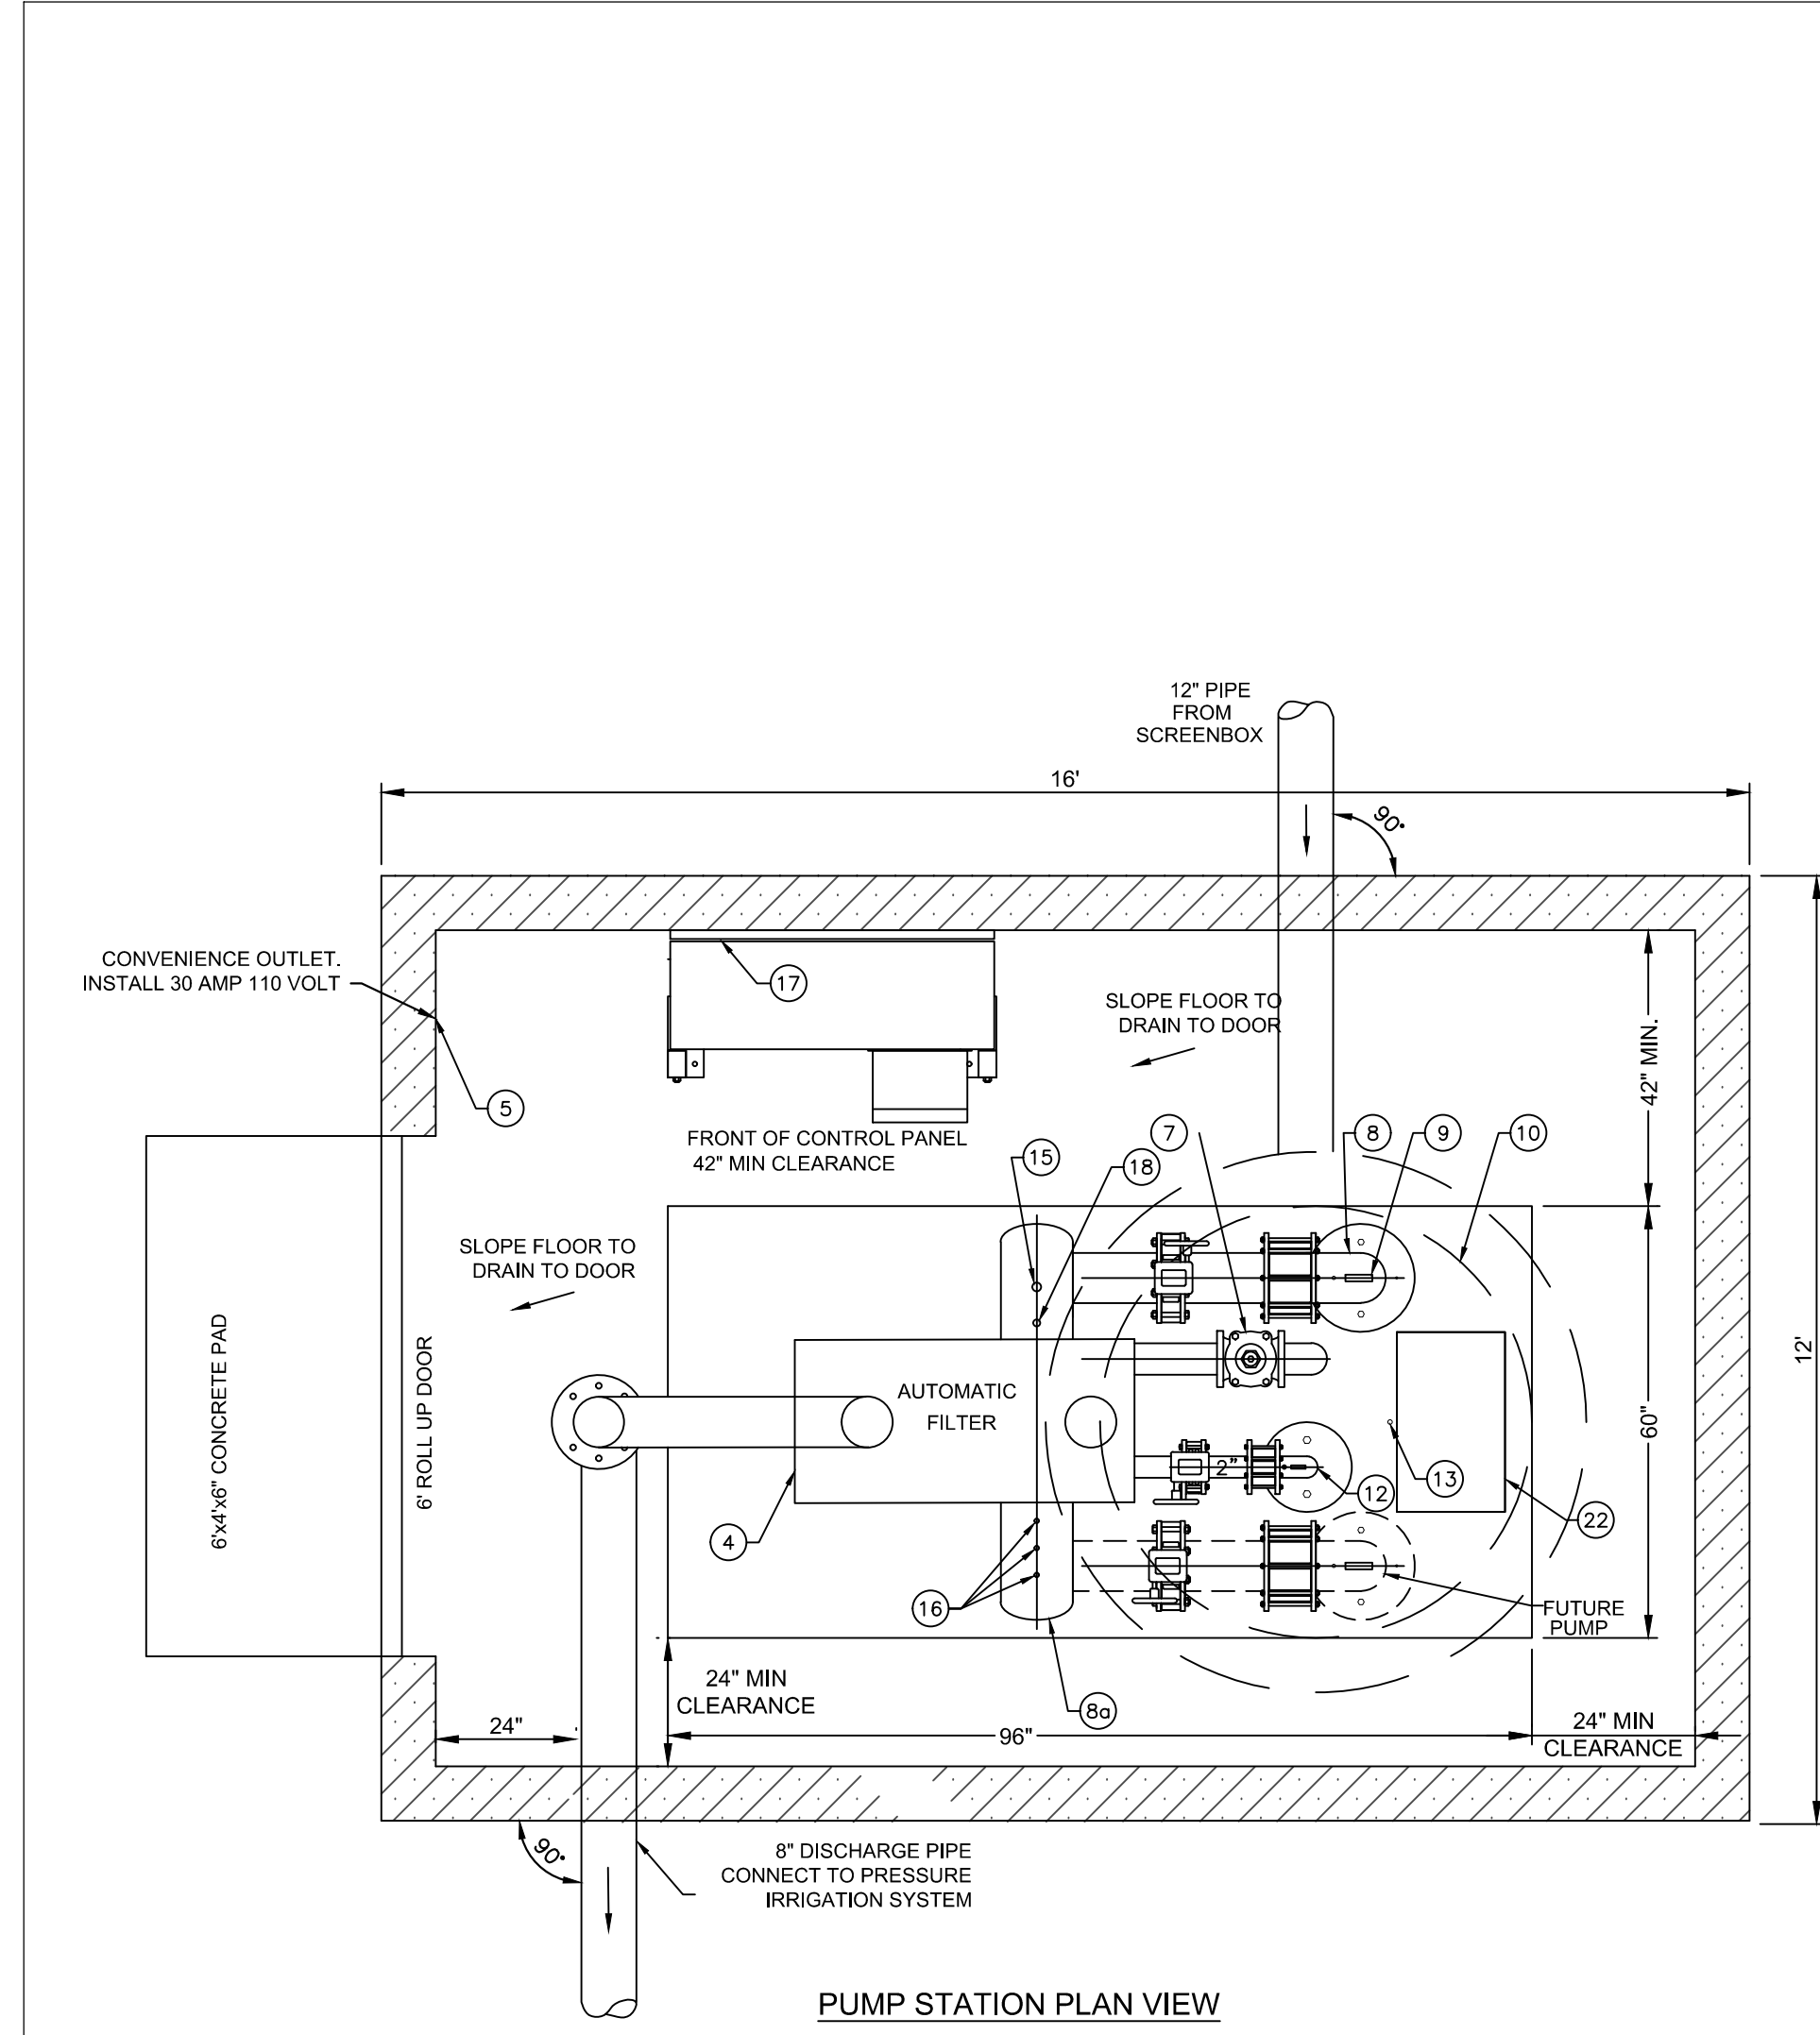 12" PIPE
FROM
SCREENBOX
16'
90°
CONVENIENCE OUTLET.
INSTALL 30 AMP 110 VOLT
17
SLOPE FLOOR TO
DRAIN TO DOOR
42" MIN.
5
FRONT OF CONTROL PANEL
42" MIN CLEARANCE
7
8
9
10
15
18
SLOPE FLOOR TO
DRAIN TO DOOR
6'x4'x6" CONCRETE PAD
6' ROLL UP DOOR
AUTOMATIC
FILTER
12'
60"
2"
13
12
22
4
16
FUTURE
PUMP
24" MIN
CLEARANCE
8a
24"
96"
24" MIN
CLEARANCE
90°
8" DISCHARGE PIPE
CONNECT TO PRESSURE
IRRIGATION SYSTEM
PUMP STATION PLAN VIEW